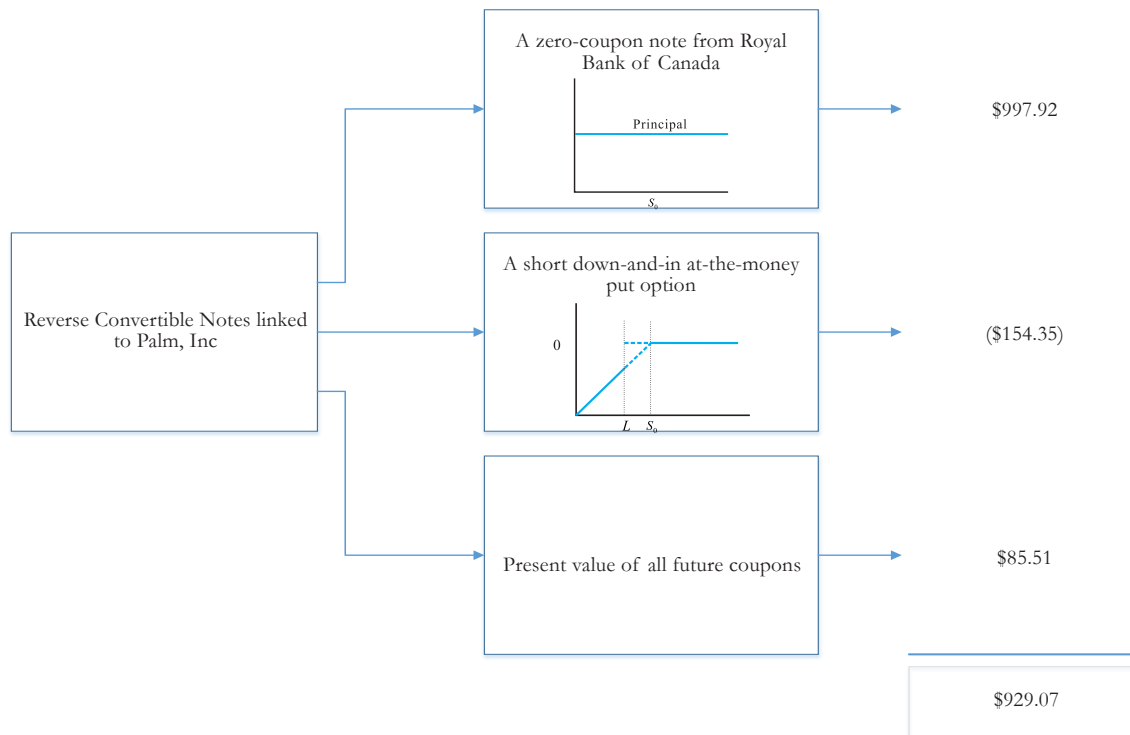 A zero-coupon note from Royal
Bank of Canada
Principal
S₀
$997.92
Reverse Convertible Notes linked
to Palm, Inc
A short down-and-in at-the-money
put option
0
L
S₀
($154.35)
Present value of all future coupons
$85.51
$929.07